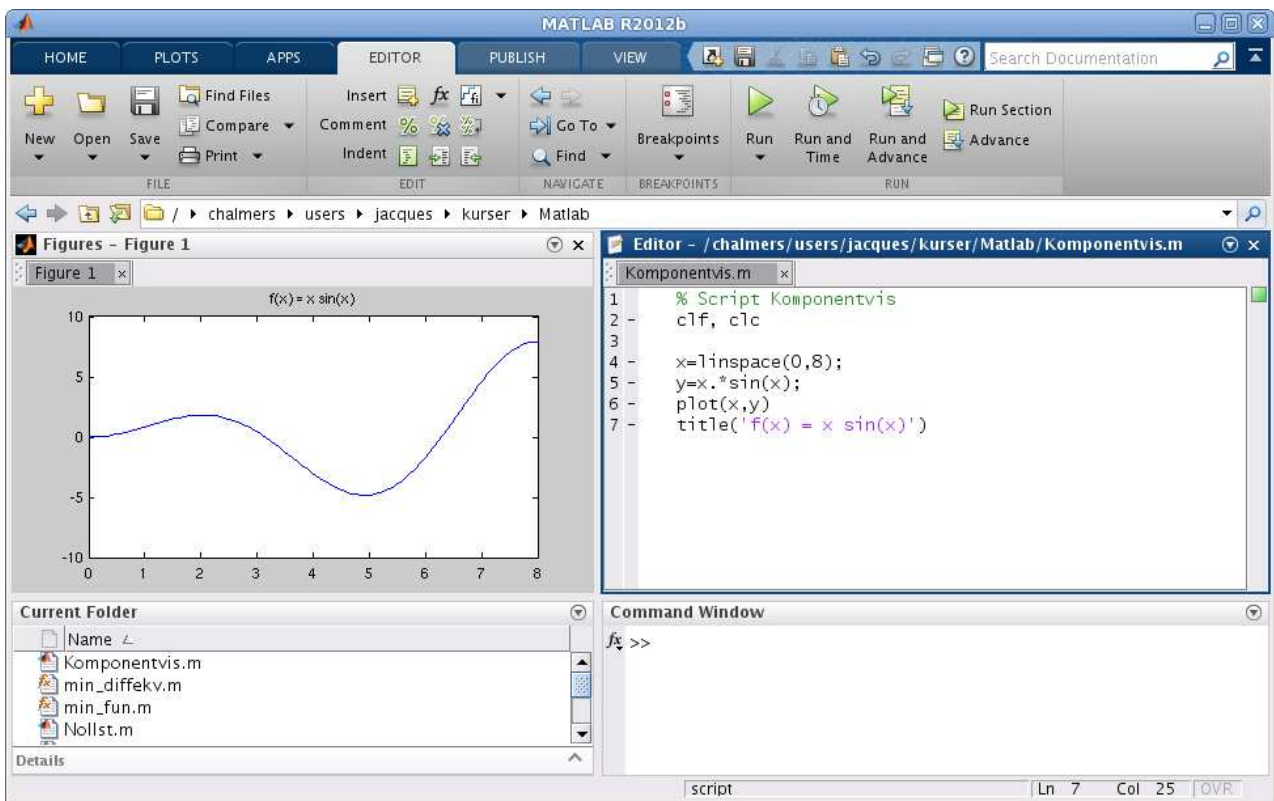 MATLAB R2012b
HOME PLOTS APPS EDITOR PUBLISH VIEW Search Documentation
New Open Save Find Files Compare Print
FILE
Insert fx fi
Comment % % %
Indent
EDIT
Go To
Find
NAVIGATE
Breakpoints
BREAKPOINTS
Run Run and Time Run and Advance Run Section Advance
RUN
/ chalmers users jacques kurser Matlab
Figures - Figure 1
Figure 1
f(x) = x sin(x)
10
5
0
-5
-10
0 1 2 3 4 5 6 7 8
Editor - /chalmers/users/jacques/kurser/Matlab/Komponentvis.m
Komponentvis.m
1 % Script Komponentvis
2 - clf, clc
3
4 - x=linspace(0,8);
5 - y=x.*sin(x);
6 - plot(x,y)
7 - title('f(x) = x sin(x)')
Current Folder
Name
Komponentvis.m
min_diffekv.m
min_fun.m
Nollst.m
Details
Command Window
fx >>
script Ln 7 Col 25 OVR